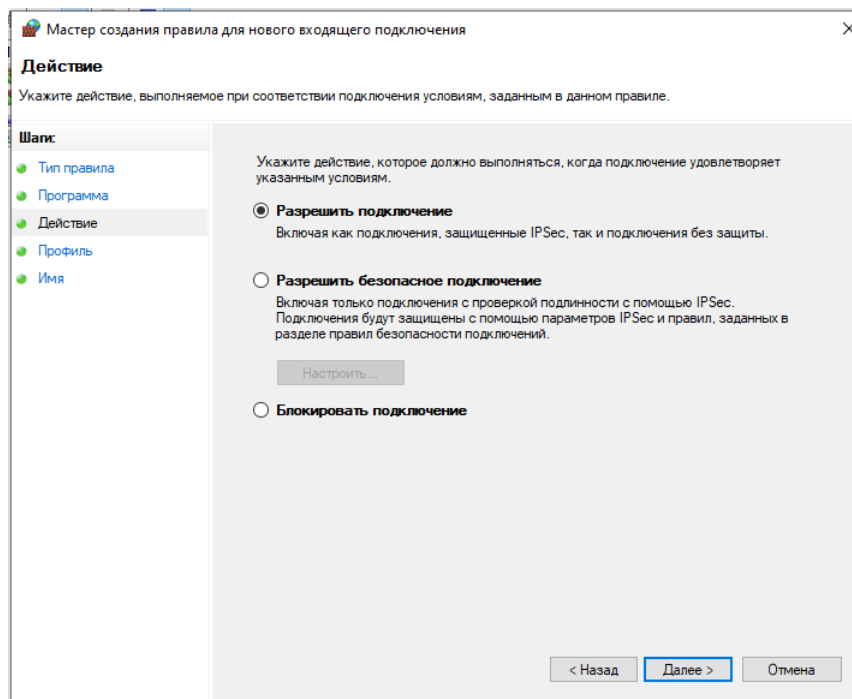 Мастер создания правила для нового входящего подключения
Действие
Укажите действие, выполняемое при соответствии подключения условиям, заданным в данном правиле.
Шаги:
Тип правила
Программа
Действие
Профиль
Имя
Укажите действие, которое должно выполняться, когда подключение удовлетворяет
указанным условиям.
Разрешить подключение
Включая как подключения, защищенные IPSec, так и подключения без защиты.
Разрешить безопасное подключение
Включая только подключения с проверкой подлинности с помощью IPSec.
Подключения будут защищены с помощью параметров IPSec и правил, заданных в
разделе правил безопасности подключений.
Настроить...
Блокировать подключение
< Назад
Далее >
Отмена